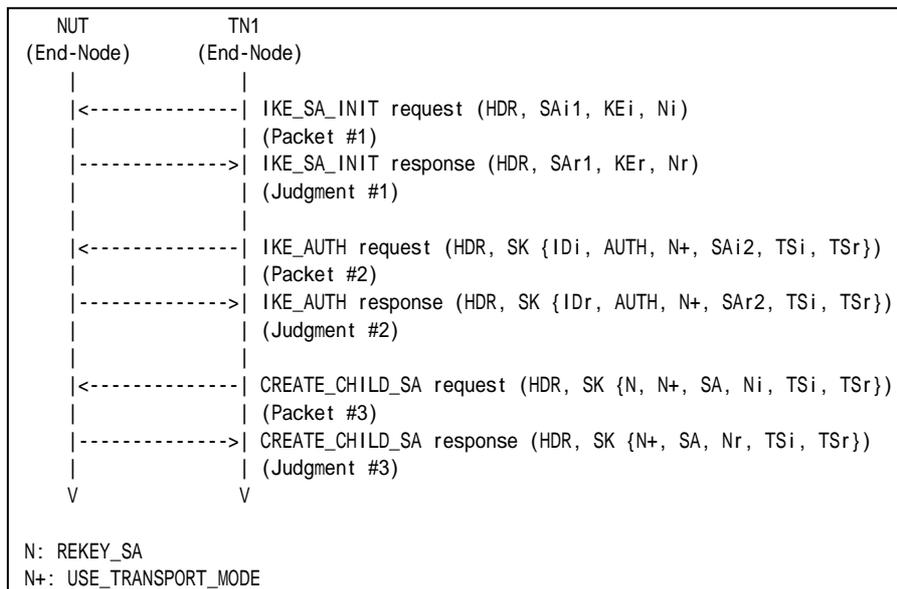 NUT TN1
(End-Node) (End-Node)
| |
|<--------------| IKE_SA_INIT request (HDR, SAi1, KEi, Ni)
| | (Packet #1)
|-------------->| IKE_SA_INIT response (HDR, SAr1, KEr, Nr)
| | (Judgment #1)
| |
|<--------------| IKE_AUTH request (HDR, SK {IDi, AUTH, N+, SAi2, TSi, TSr})
| | (Packet #2)
|-------------->| IKE_AUTH response (HDR, SK {IDr, AUTH, N+, SAr2, TSi, TSr})
| | (Judgment #2)
| |
|<--------------| CREATE_CHILD_SA request (HDR, SK {N, N+, SA, Ni, TSi, TSr})
| | (Packet #3)
|-------------->| CREATE_CHILD_SA response (HDR, SK {N+, SA, Nr, TSi, TSr})
| | (Judgment #3)
V V
N: REKEY_SA
N+: USE_TRANSPORT_MODE